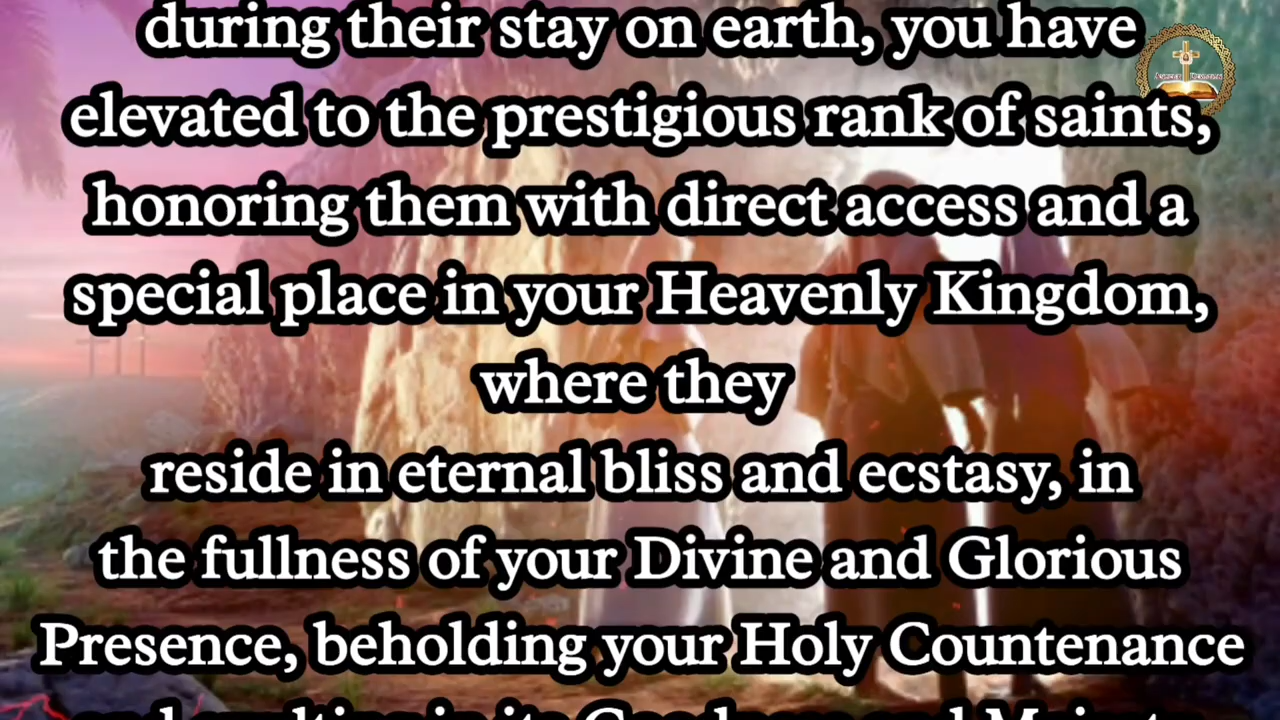 during their stay on earth, you have
elevated to the prestigious rank of saints,
honoring them with direct access and a
special place in your Heavenly Kingdom,
where they
reside in eternal bliss and ecstasy, in
the fullness of your Divine and Glorious
Presence, beholding your Holy Countenance